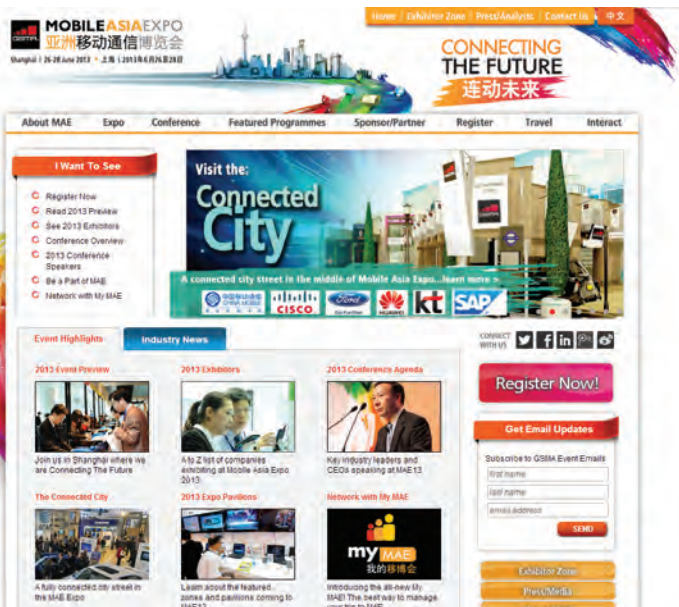 Home | Exhibitor Zone | Press/Analysts | Contact Us 中文
MOBILE ASIA EXPO
亚洲移动通信博览会
Shanghai | 26-28 June 2013 • 上海 | 2013年6月26至28日
CONNECTING
THE FUTURE
连动未来
About MAE Expo Conference Featured Programmes Sponsor/Partner Register Travel Interact
I Want To See
Register Now
Read 2013 Preview
See 2013 Exhibitors
Conference Overview
2013 Conference
Speakers
Be a Part of MAE
Network with My MAE
Visit the:
Connected
City
A connected city street in the middle of Mobile Asia Expo...learn more >
CHINA MOBILE
CISCO
Ford
HUAWEI
kt
SAP
Event Highlights
Industry News
CONNECT
WITH US
2013 Event Preview
Join us in Shanghai where we
are Connecting The Future
2013 Exhibitors
A to Z list of companies
exhibiting at Mobile Asia Expo
2013
2013 Conference Agenda
Key industry leaders and
CEOs speaking at MAE13
The Connected City
A fully connected city street in
the MAE Expo
2013 Expo Pavilions
Learn about the featured
zones and pavilions coming to
MAE13
Network with My MAE
my MAE
我的移博会
Introducing the all-new My
MAE! The best way to manage
your trip to MAE
Register Now!
Get Email Updates
Subscribe to GSMA Event Emails
first name
last name
email address
SEND
Exhibitor Zone
Press/Media